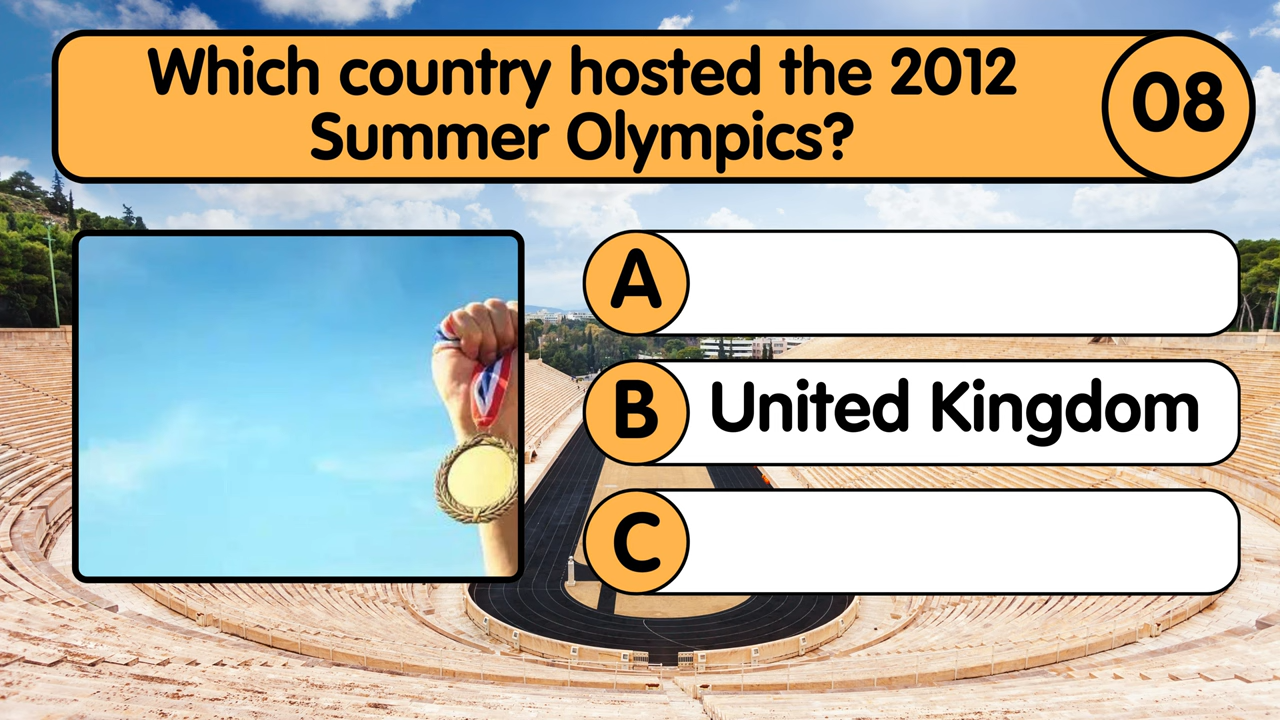 Which country hosted the 2012
Summer Olympics?
08
A
B United Kingdom
C